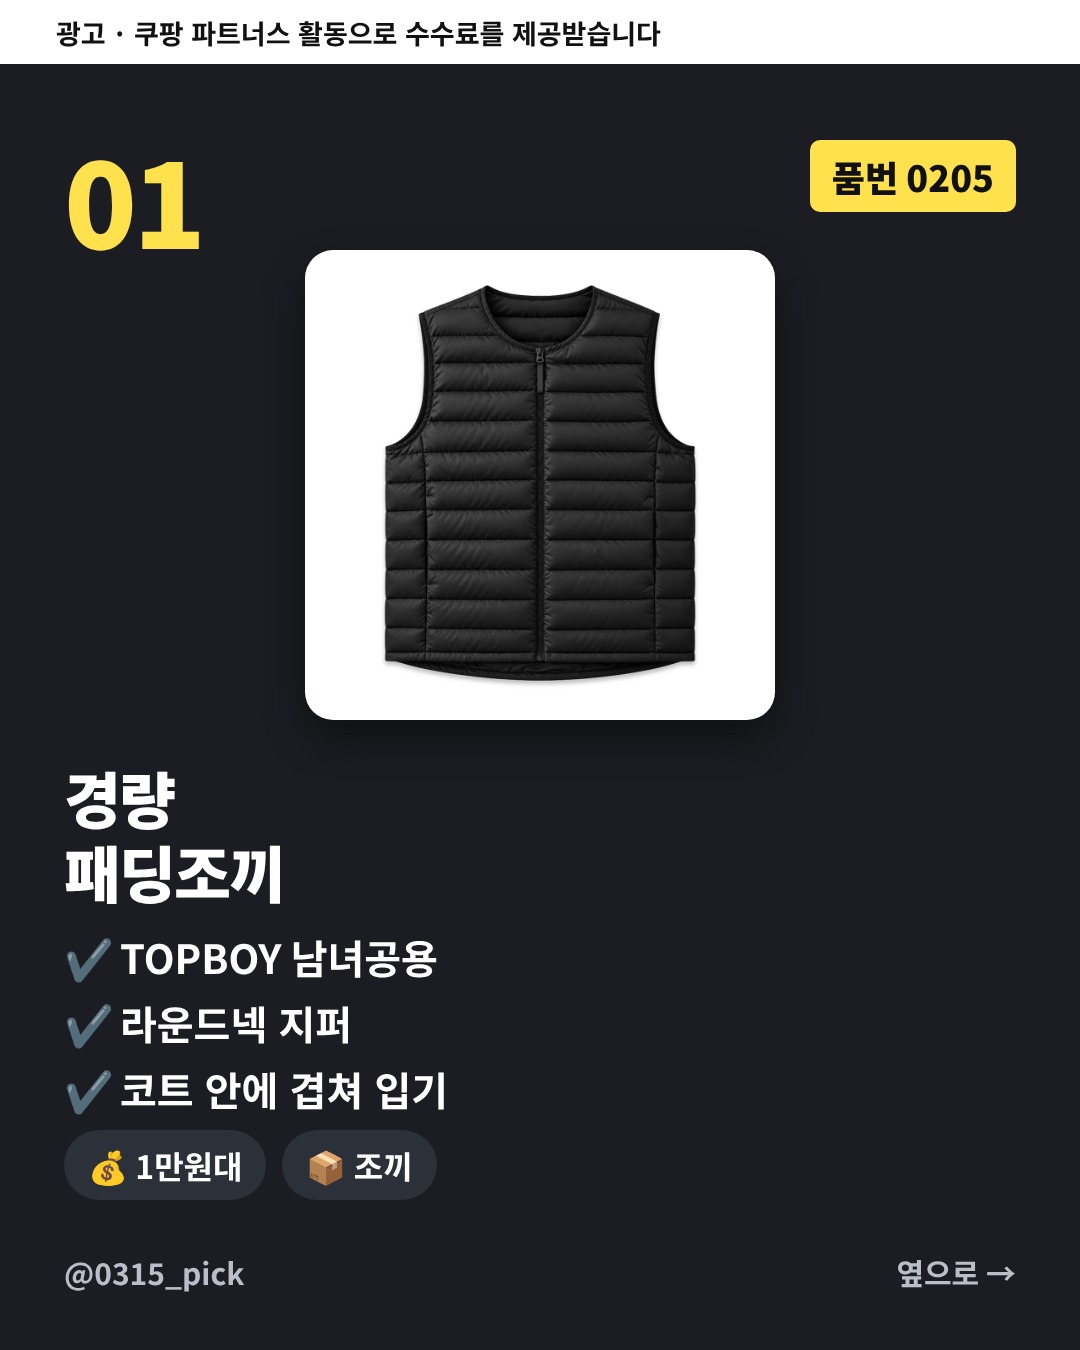 광고 · 쿠팡 파트너스 활동으로 수수료를 제공받습니다
01
품번 0205
경량
패딩조끼
✔️ TOPBOY 남녀공용
✔️ 라운드넥 지퍼
✔️ 코트 안에 겹쳐 입기
💰 1만원대
📦 조끼
@0315_pick
옆으로 →